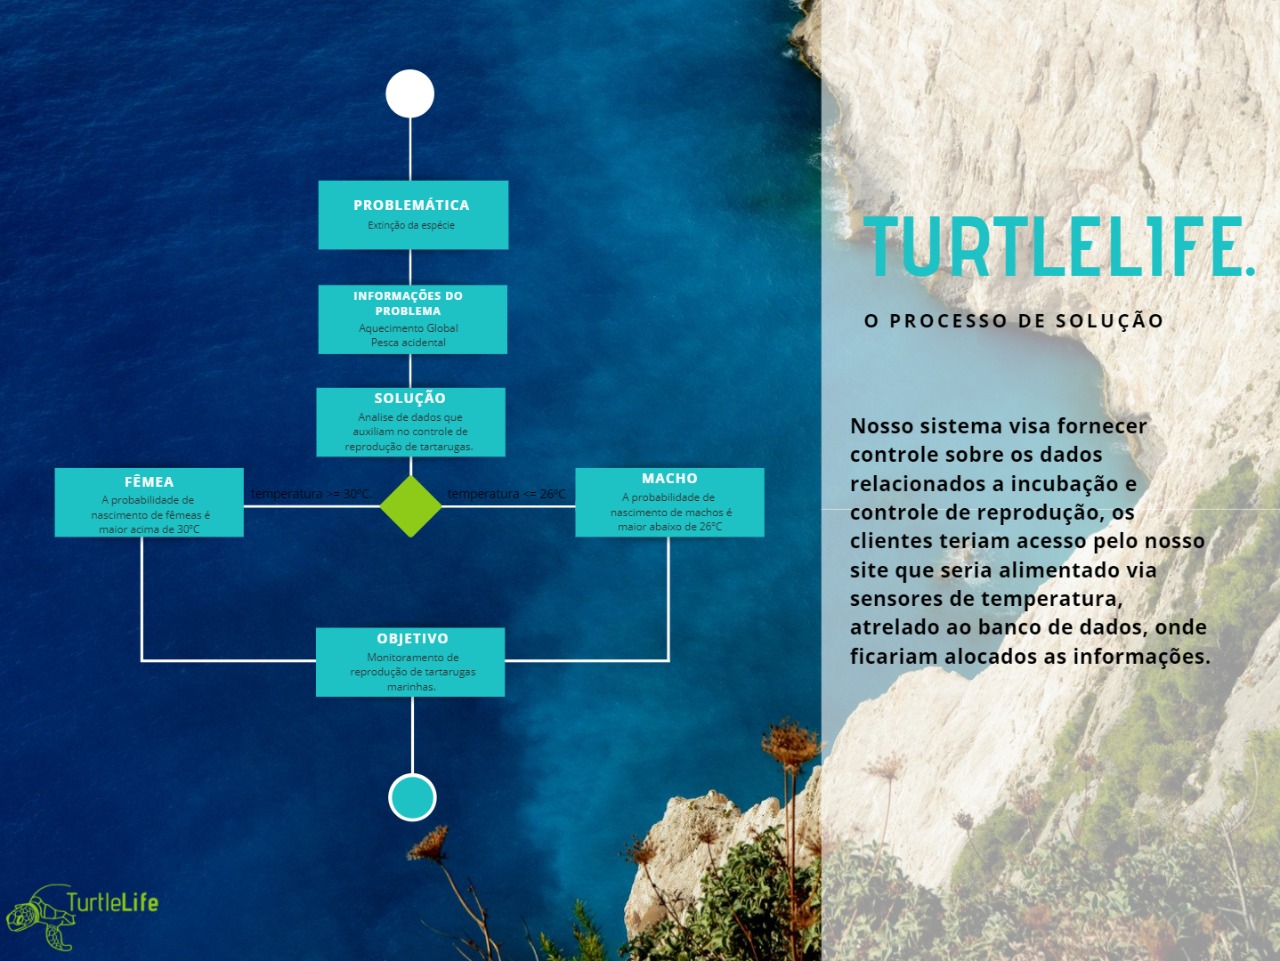 PROBLEMÁTICA
Extinção da espécie
INFORMAÇÕES DO
PROBLEMA
Aquecimento Global
Pesca acidental
SOLUÇÃO
Analise de dados que
auxiliam no controle de
reprodução de tartarugas.
FÊMEA
A probabilidade de
nascimento de fêmeas é
maior acima de 30ºC
temperatura >= 30ºC.
temperatura <= 26ºC
MACHO
A probabilidade de
nascimento de machos é
maior abaixo de 26ºC
OBJETIVO
Monitoramento de
reprodução de tartarugas
marinhas.
TurtleLife
TURTLELIFE.
O PROCESSO DE SOLUÇÃO
Nosso sistema visa fornecer
controle sobre os dados
relacionados a incubação e
controle de reprodução, os
clientes teriam acesso pelo nosso
site que seria alimentado via
sensores de temperatura,
atrelado ao banco de dados, onde
ficariam alocados as informações.